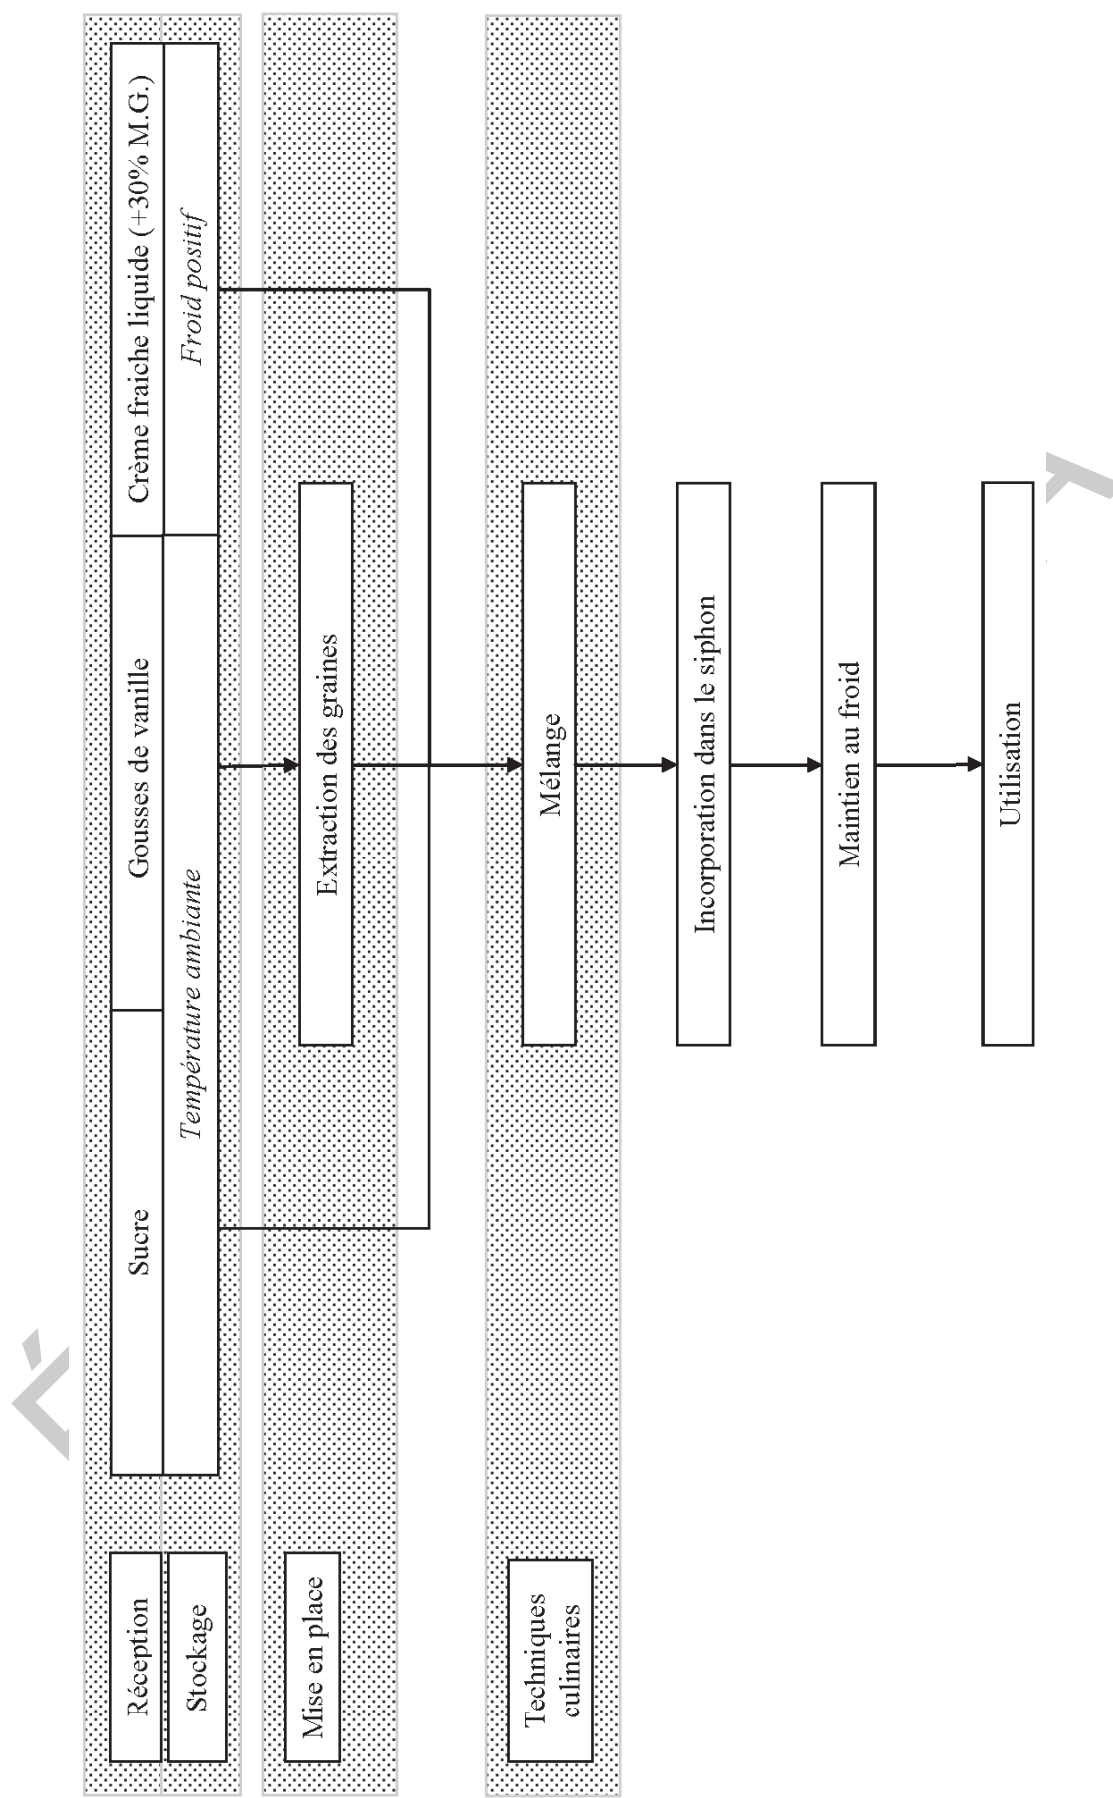 Réception
Sucre
Gousses de vanille
Crème fraiche liquide (+30% M.G.)
Stockage
Température ambiante
Froid positif
Mise en place
Extraction des graines
Techniques
culinaires
Mélange
Incorporation dans le siphon
Maintien au froid
Utilisation